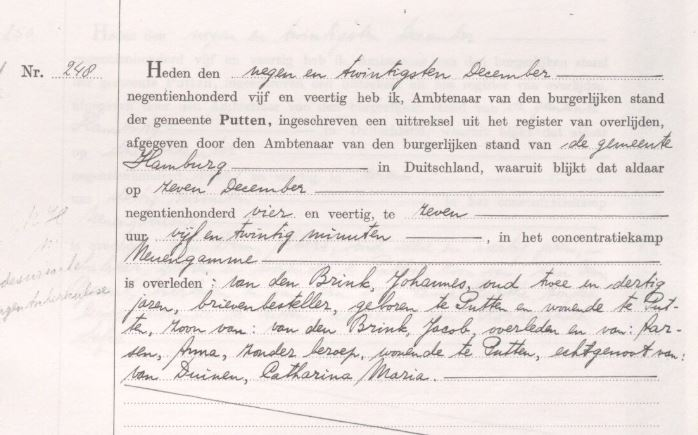 Nr. 248 Heden den negen en twintigsten December
negentienhonderd vijf en veertig heb ik, Ambtenaar van den burgerlijken stand
der gemeente Putten, ingeschreven een uittreksel uit het register van overlijden,
afgegeven door den Ambtenaar van den burgerlijken stand van de gemeente
Hamburg in Duitschland, waaruit blijkt dat aldaar
op zeven December
negentienhonderd vier en veertig, te zeven
uur vijf en twintig minuten, in het concentratiekamp
Neuengamme
is overleden: van den Brink, Johannes, oud twee en dertig
jaren, brievenbesteller, geboren te Putten en wonende te Put-
ten, zoon van: van den Brink, Jacob, overleden en van: Kar-
sen, Anna, zonder beroep, wonende te Putten, echtgenoot van:
van Duinen, Catharina Maria.